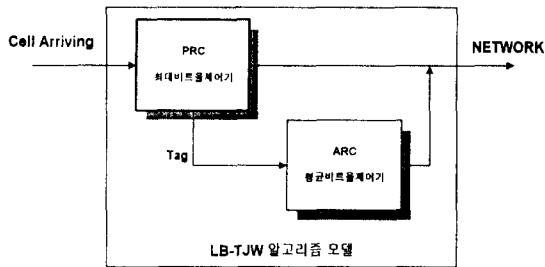 Cell Arriving
PRC
최대비트율제어기
NETWORK
Tag
ARC
평균비트율제어기
LB-TJW 알고리즘 모델